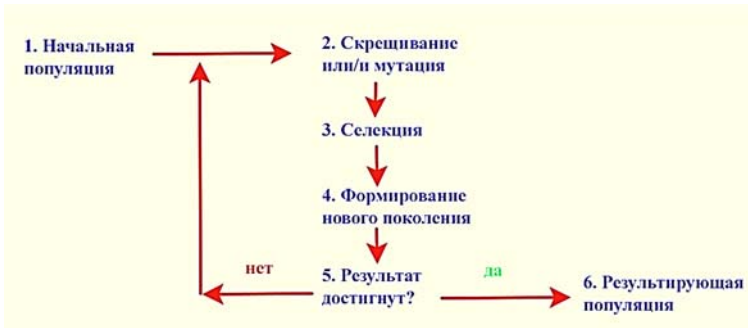 1. Начальная
популяция
2. Скрещивание
или/и мутация
3. Селекция
4. Формирование
нового поколения
нет
5. Результат
достигнут?
да
6. Результирующая
популяция